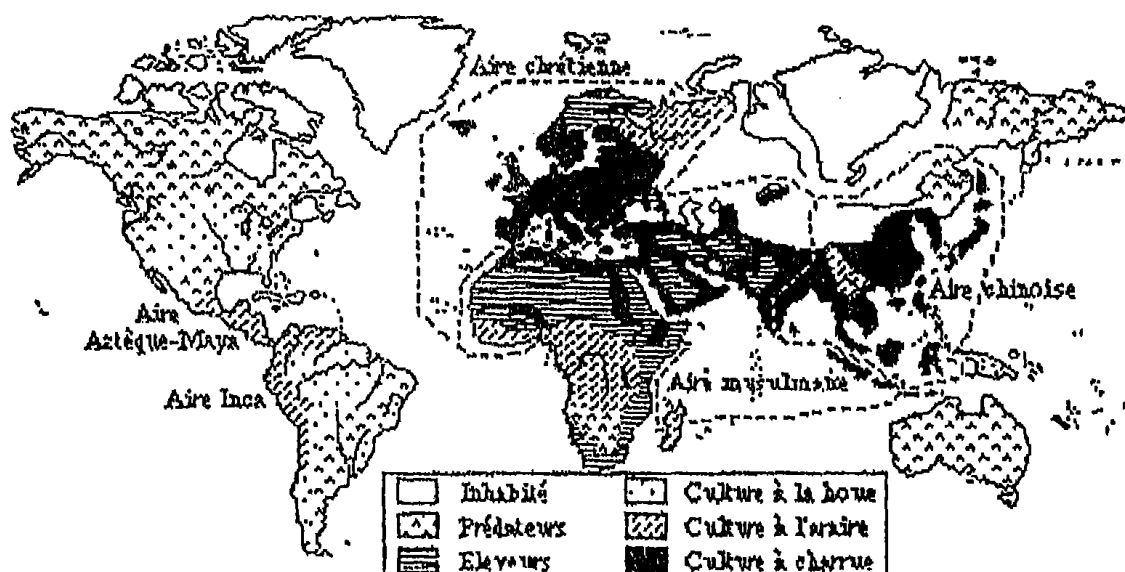 Aire chrétienne
Aire chinoise
Aire
Aztèque-Maya
Aire Inca
Aire musulmane
Inhabité
Prédateurs
Eleveurs
Culture à la houe
Culture à l'araire
Culture à charrue